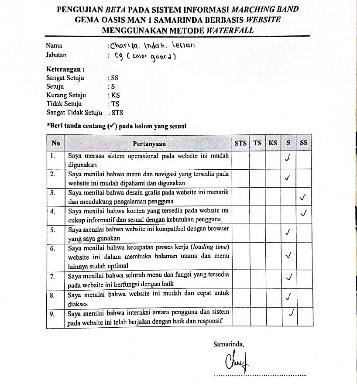 PENGUJIAN BETA PADA SISTEM INFORMASI MARCHING BAND
GEMA OASIS MAN 1 SAMARINDA BERBASIS WEBSITE
MENGGUNAKAN METODE WATERFALL
Nama : Charisa Indah Lestari
Jabatan : Cg (color guard)
Keterangan :
Sangat Setuju : SS
Setuju : S
Kurang Setuju : KS
Tidak Setuju : TS
Sangat Tidak Setuju : STS
*Beri tanda centang (✓) pada kolom yang sesuai
No Pertanyaan STS TS KS S SS
1. Saya merasa sistem operasional pada website ini mudah
digunakan ✓
2. Saya menilai bahwa menu dan navigasi yang tersedia pada
website ini mudah dipahami dan digunakan ✓
3. Saya menilai bahwa desain grafis pada website ini menarik
dan mendukung pengalaman pengguna ✓
4. Saya menilai bahwa konten yang tersedia pada website ini
cukup informatif dan sesuai dengan kebutuhan pengguna ✓
5. Saya menilai bahwa website ini kompatibel dengan browser
yang saya gunakan ✓
6. Saya menilai bahwa kecepatan proses kerja (loading time)
website ini dalam membuka halaman utama dan menu
lainnya sudah optimal ✓
7. Saya menilai bahwa seluruh menu dan fungsi yang tersedia
pada website ini berfungsi dengan baik ✓
8. Saya menilai bahwa website ini mudah dan cepat untuk
diakses ✓
9. Saya menilai bahwa interaksi antara pengguna dan sistem
pada website ini telah berjalan dengan baik dan responsif ✓
Samarinda,